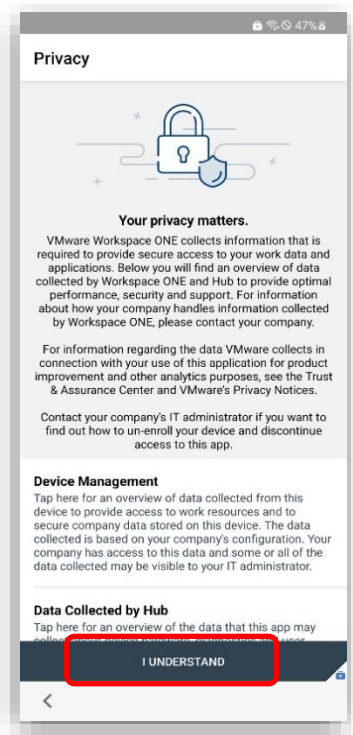 47%
Privacy
Your privacy matters.
VMware Workspace ONE collects information that is
required to provide secure access to your work data and
applications. Below you will find an overview of data
collected by Workspace ONE and Hub to provide optimal
performance, security and support. For information
about how your company handles information collected
by Workspace ONE, please contact your company.
For information regarding the data VMware collects in
connection with your use of this application for product
improvement and other analytics purposes, see the Trust
& Assurance Center and VMware's Privacy Notices.
Contact your company's IT administrator if you want to
find out how to un-enroll your device and discontinue
access to this app.
Device Management
Tap here for an overview of data collected from this
device to provide access to work resources and to
secure company data stored on this device. The data
collected is based on your company's configuration. Your
company has access to this data and some or all of the
data collected may be visible to your IT administrator.
Data Collected by Hub
Tap here for an overview of the data that this app may
I UNDERSTAND